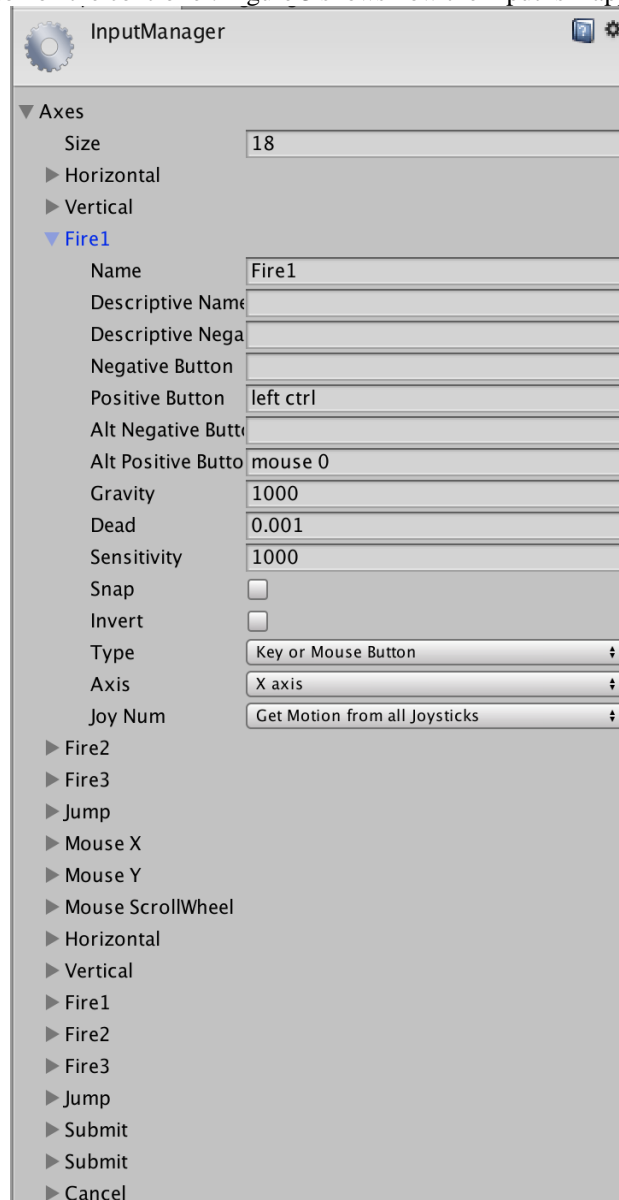 InputManager
Axes
Size 18
Horizontal
Vertical
Fire1
Name Fire1
Descriptive Name
Descriptive Nega
Negative Button
Positive Button left ctrl
Alt Negative Butt
Alt Positive Butto mouse 0
Gravity 1000
Dead 0.001
Sensitivity 1000
Snap
Invert
Type Key or Mouse Button
Axis X axis
Joy Num Get Motion from all Joysticks
Fire2
Fire3
Jump
Mouse X
Mouse Y
Mouse ScrollWheel
Horizontal
Vertical
Fire1
Fire2
Fire3
Jump
Submit
Submit
Cancel